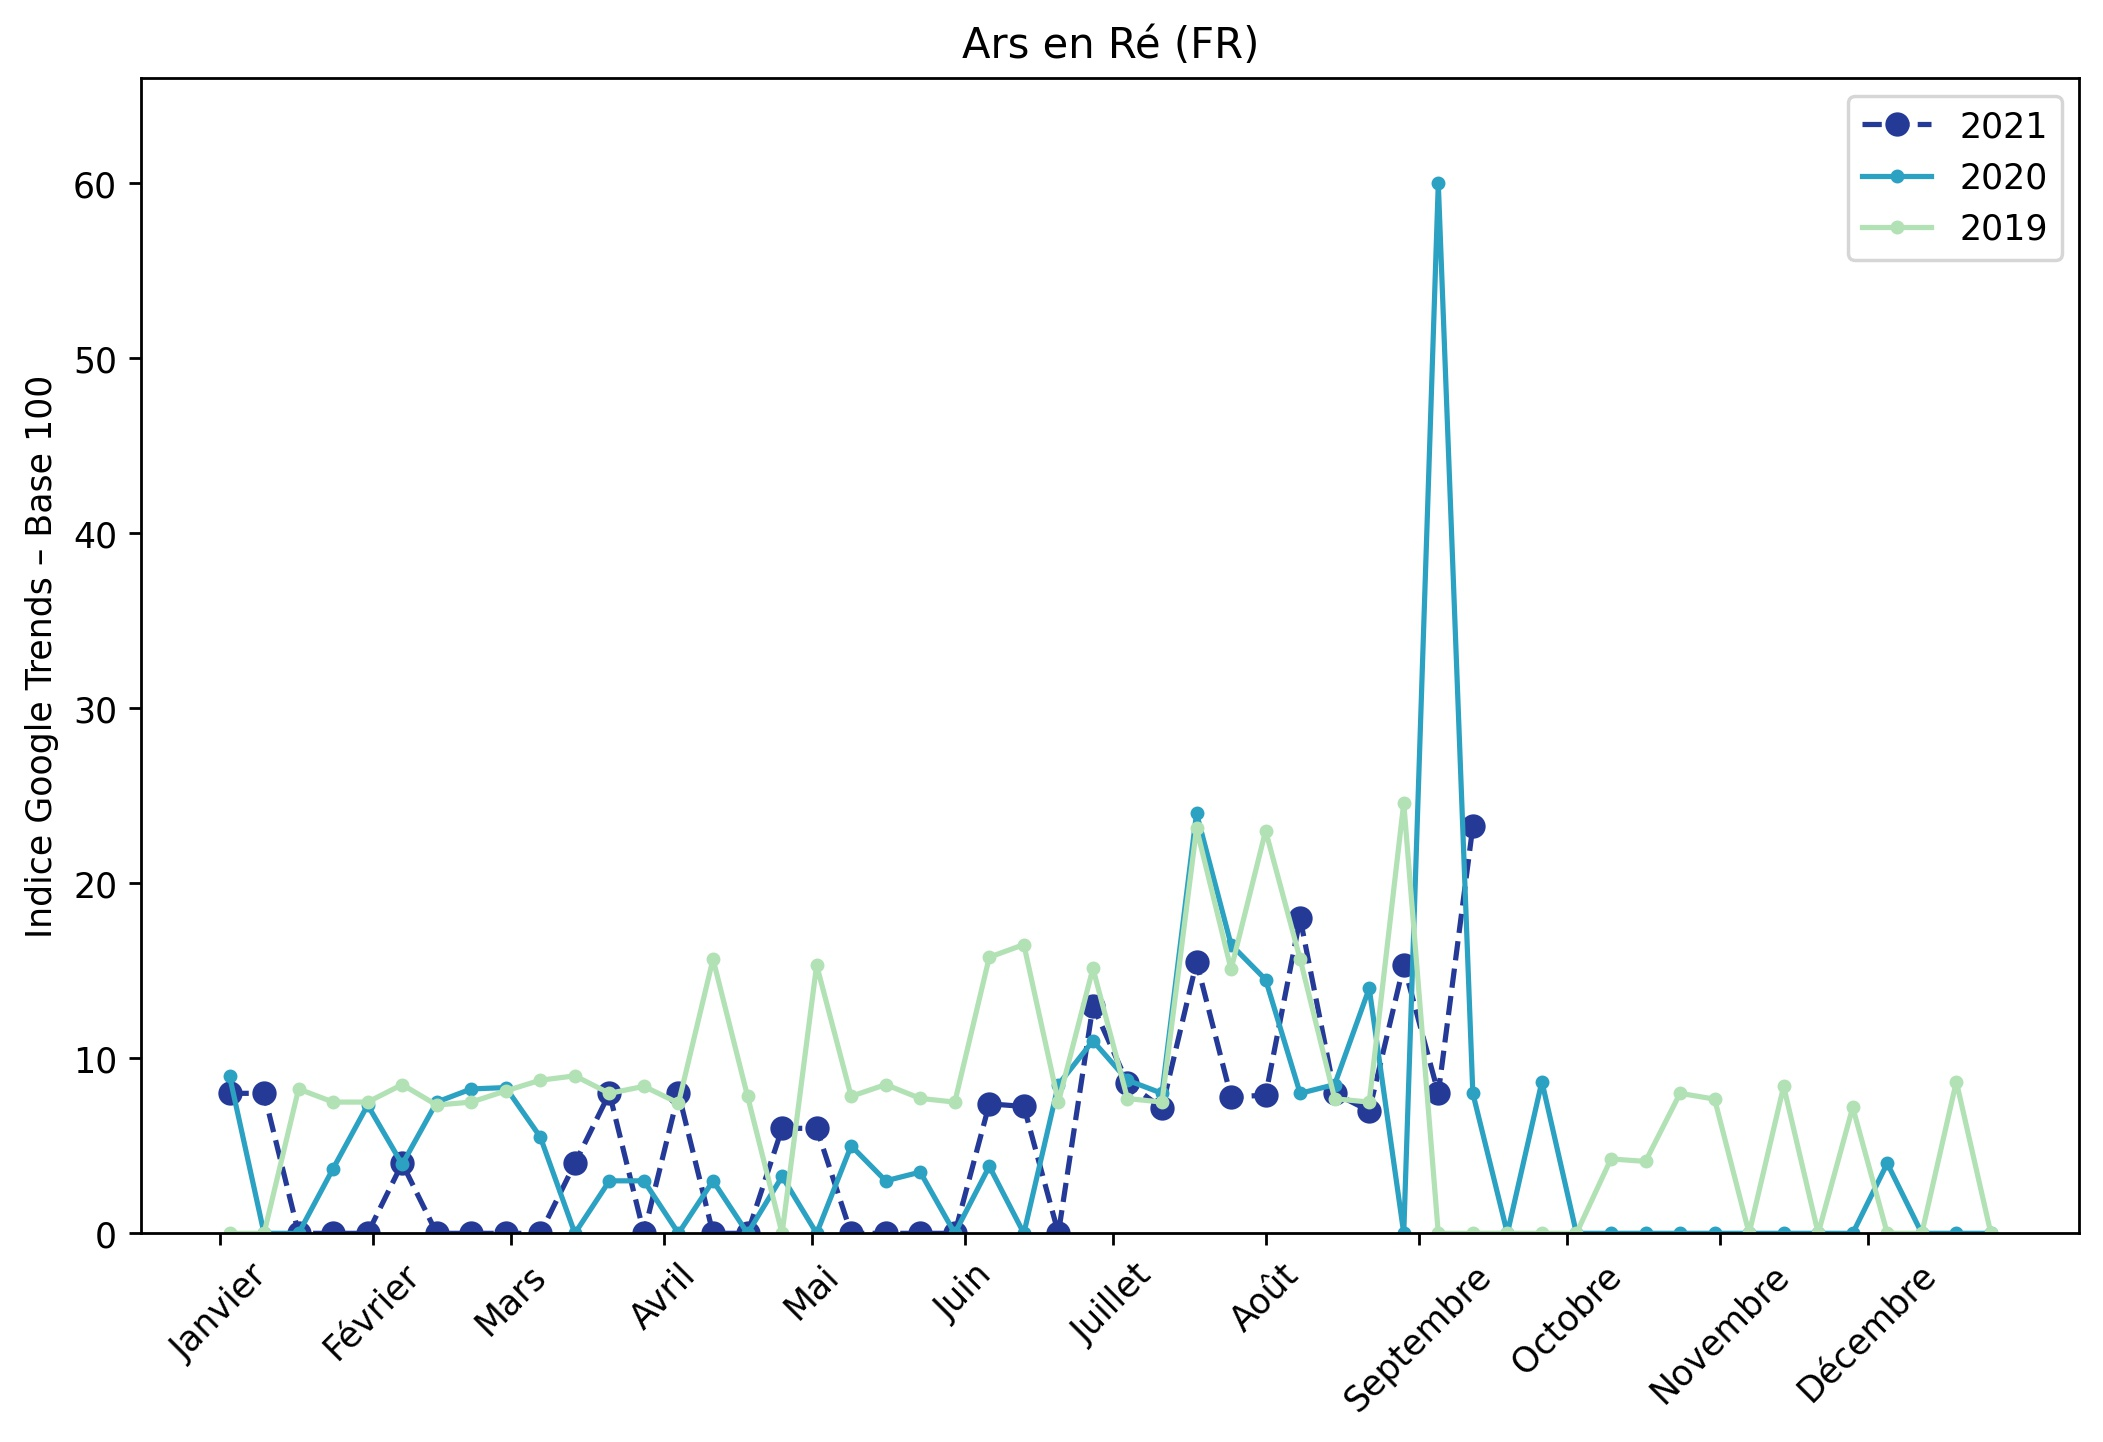 Ars en Ré (FR)
2021
2020
2019
Indice Google Trends – Base 100
60
50
40
30
20
10
0
Janvier
Février
Mars
Avril
Mai
Juin
Juillet
Août
Septembre
Octobre
Novembre
Décembre